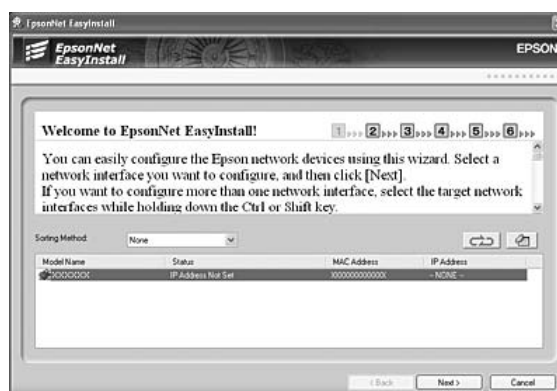 EpsonNet EasyInstall
EpsonNet
EasyInstall
EPSON
Welcome to EpsonNet EasyInstall!
1 2 3 4 5 6
You can easily configure the Epson network devices using this wizard. Select a
network interface you want to configure, and then click [Next].
If you want to configure more than one network interface, select the target network
interfaces while holding down the Ctrl or Shift key.
Sorting Method: None
Model Name Status MAC Address IP Address
XXXXXXX IP Address Not Set XXXXXXXXXXXX - NONE -
< Back Next > Cancel